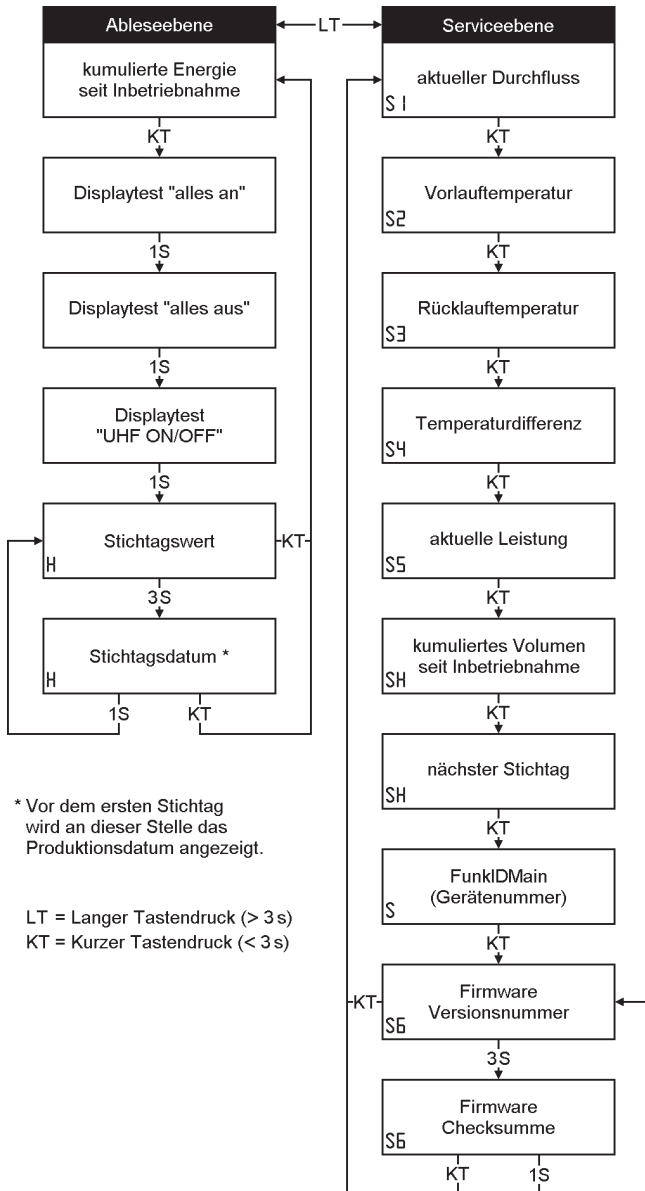 Ableseebene
kumulierte Energie
seit Inbetriebnahme
KT
Displaytest "alles an"
1S
Displaytest "alles aus"
1S
Displaytest
"UHF ON/OFF"
1S
Stichtagswert
H
KT
3S
Stichtagsdatum *
H
1S
KT
* Vor dem ersten Stichtag
wird an dieser Stelle das
Produktionsdatum angezeigt.
LT = Langer Tastendruck (> 3 s)
KT = Kurzer Tastendruck (< 3 s)
LT
Serviceebene
aktueller Durchfluss
S1
KT
Vorlauftemperatur
S2
KT
Rücklauftemperatur
S3
KT
Temperaturdifferenz
S4
KT
aktuelle Leistung
S5
KT
kumuliertes Volumen
seit Inbetriebnahme
SH
KT
nächster Stichtag
SH
KT
FunkIDMain
(Gerätenummer)
S
KT
Firmware
Versionsnummer
S6
KT
3S
Firmware
Checksumme
S6
KT
1S